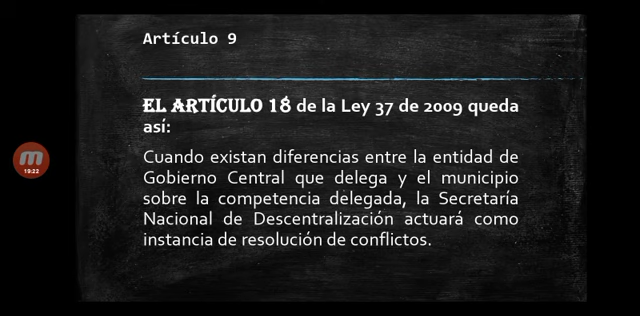 Artículo 9
EL ARTÍCULO 18 de la Ley 37 de 2009 queda
así:
Cuando existan diferencias entre la entidad de
Gobierno Central que delega y el municipio
sobre la competencia delegada, la Secretaría
Nacional de Descentralización actuará como
instancia de resolución de conflictos.
m
19:22